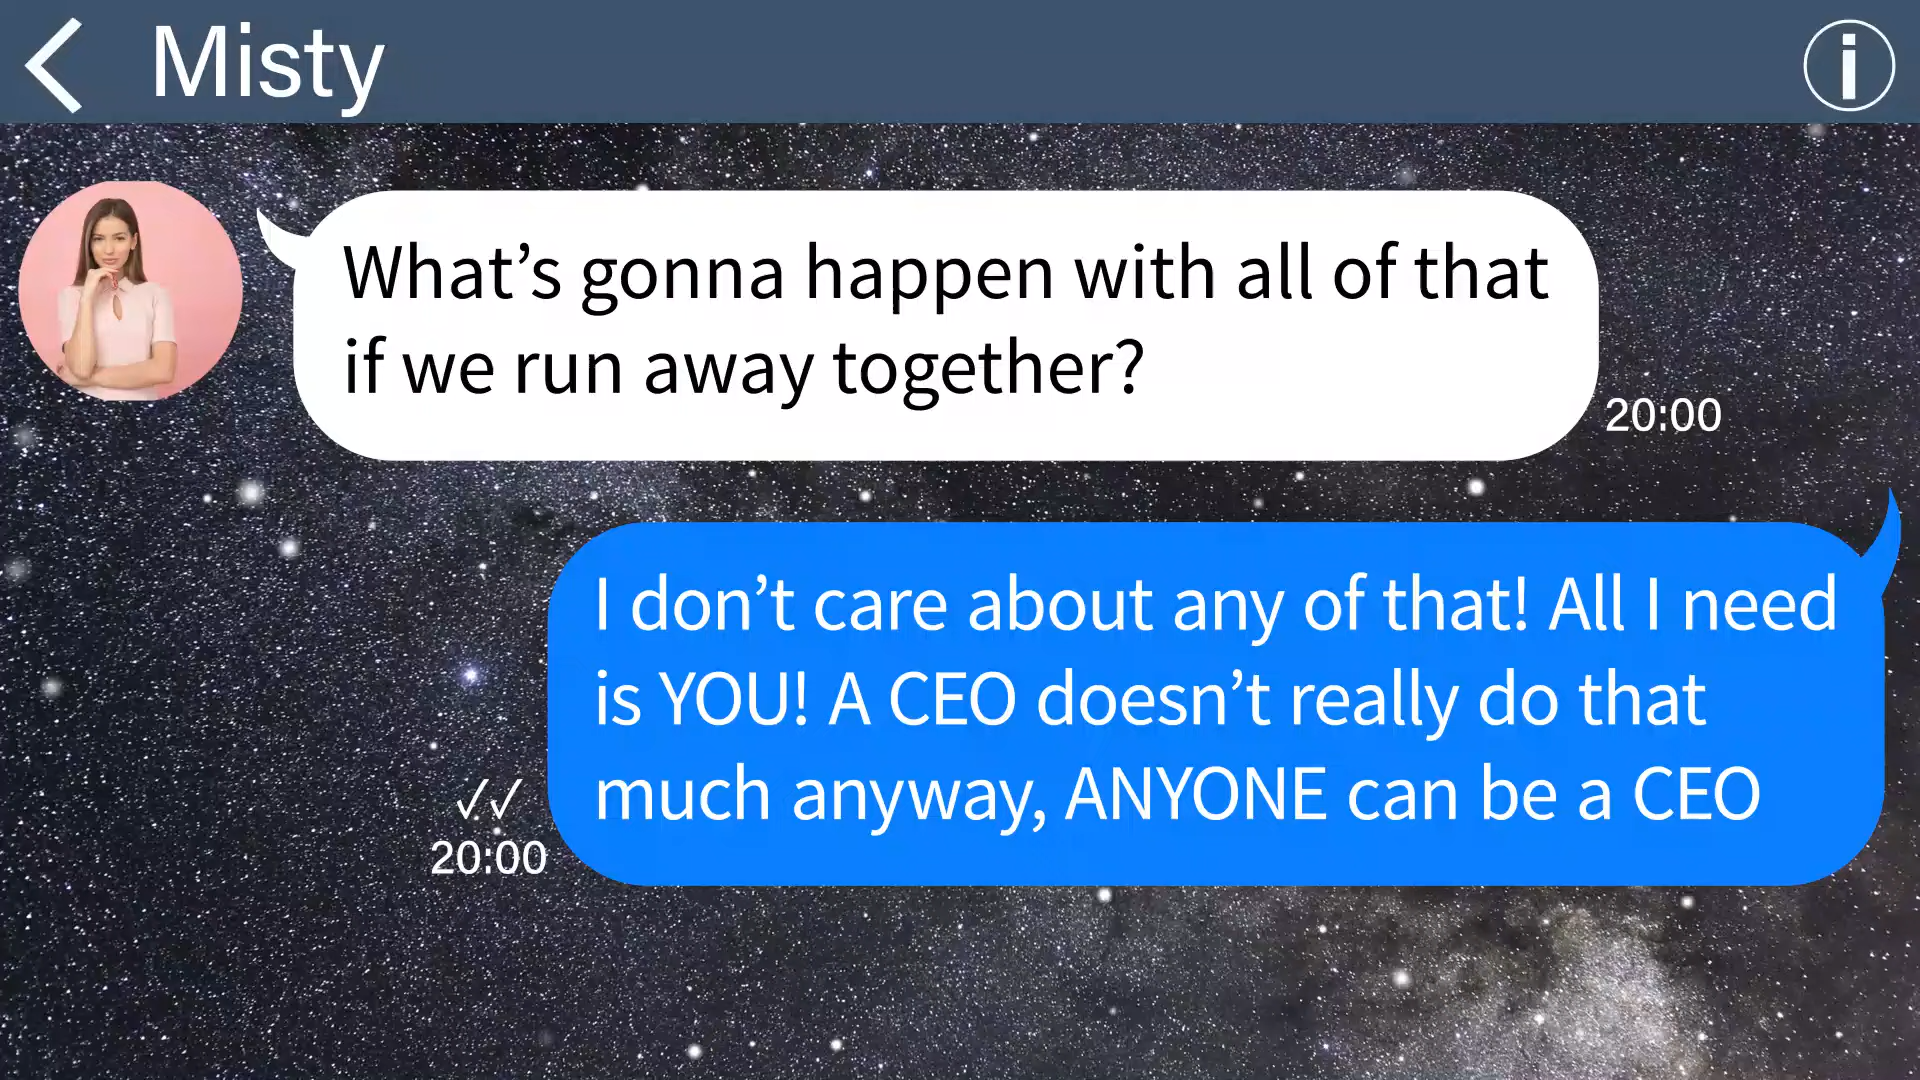 Misty
What’s gonna happen with all of that
if we run away together?
20:00
I don’t care about any of that! All I need
is YOU! A CEO doesn’t really do that
much anyway, ANYONE can be a CEO
✓✓
20:00